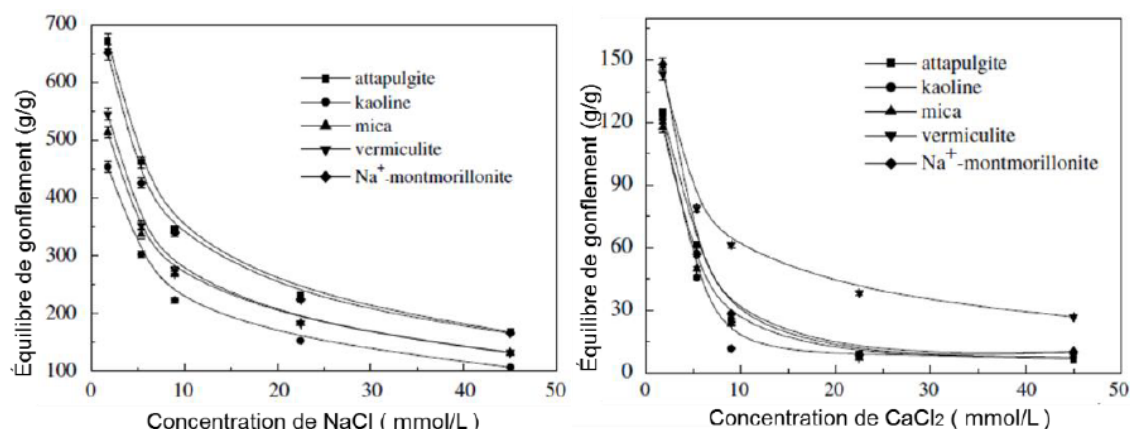 700
600
500
400
300
200
100
0
10
20
30
40
50
Équilibre de gonflement (g/g)
Concentration de NaCl ( mmol/L )
attapulgite
kaoline
mica
vermiculite
Na⁺-montmorillonite
150
120
90
60
30
0
0
10
20
30
40
50
Équilibre de gonflement (g/g)
Concentration de CaCl₂ ( mmol/L )
attapulgite
kaoline
mica
vermiculite
Na⁺-montmorillonite